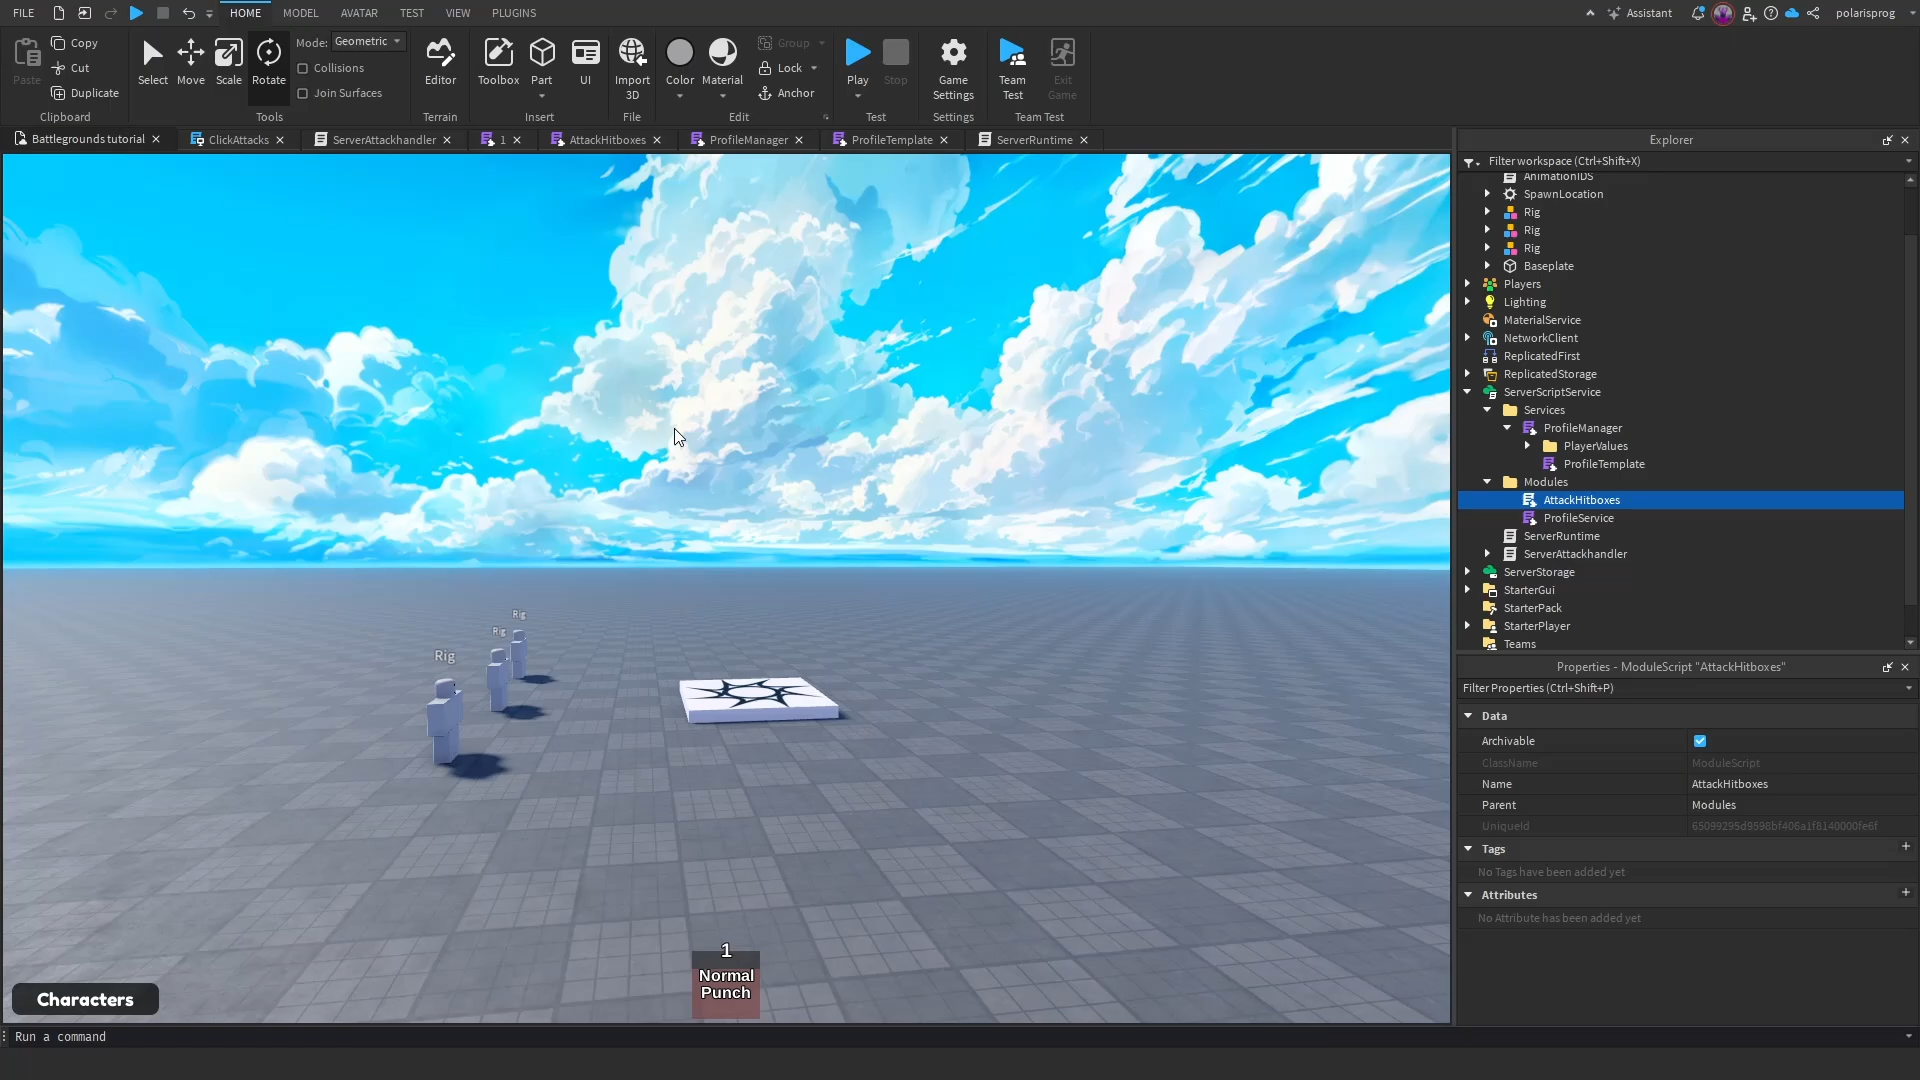 FILE
HOME
MODEL
AVATAR
TEST
VIEW
PLUGINS
Assistant
polarisprog
Paste
Copy
Cut
Duplicate
Clipboard
Select
Move
Scale
Rotate
Mode: Geometric
Collisions
Join Surfaces
Tools
Editor
Terrain
Toolbox
Part
UI
Insert
Import
3D
File
Color
Material
Group
Lock
Anchor
Edit
Play
Stop
Test
Game
Settings
Settings
Team
Test
Exit
Game
Team Test
Battlegrounds tutorial
ClickAttacks
ServerAttackhandler
1
AttackHitboxes
ProfileManager
ProfileTemplate
ServerRuntime
Rig
Rig
Rig
1
Normal
Punch
Characters
Run a command
Explorer
Filter workspace (Ctrl+Shift+X)
AnimationIDS
SpawnLocation
Rig
Rig
Rig
Baseplate
Players
Lighting
MaterialService
NetworkClient
ReplicatedFirst
ReplicatedStorage
ServerScriptService
Services
ProfileManager
PlayerValues
ProfileTemplate
Modules
AttackHitboxes
ProfileService
ServerRuntime
ServerAttackhandler
ServerStorage
StarterGui
StarterPack
StarterPlayer
Teams
Properties - ModuleScript "AttackHitboxes"
Filter Properties (Ctrl+Shift+P)
Data
Archivable
ClassName ModuleScript
Name AttackHitboxes
Parent Modules
UniqueId 65099295d9598bf406a1f8140000fe6f
Tags
No Tags have been added yet
Attributes
No Attribute has been added yet